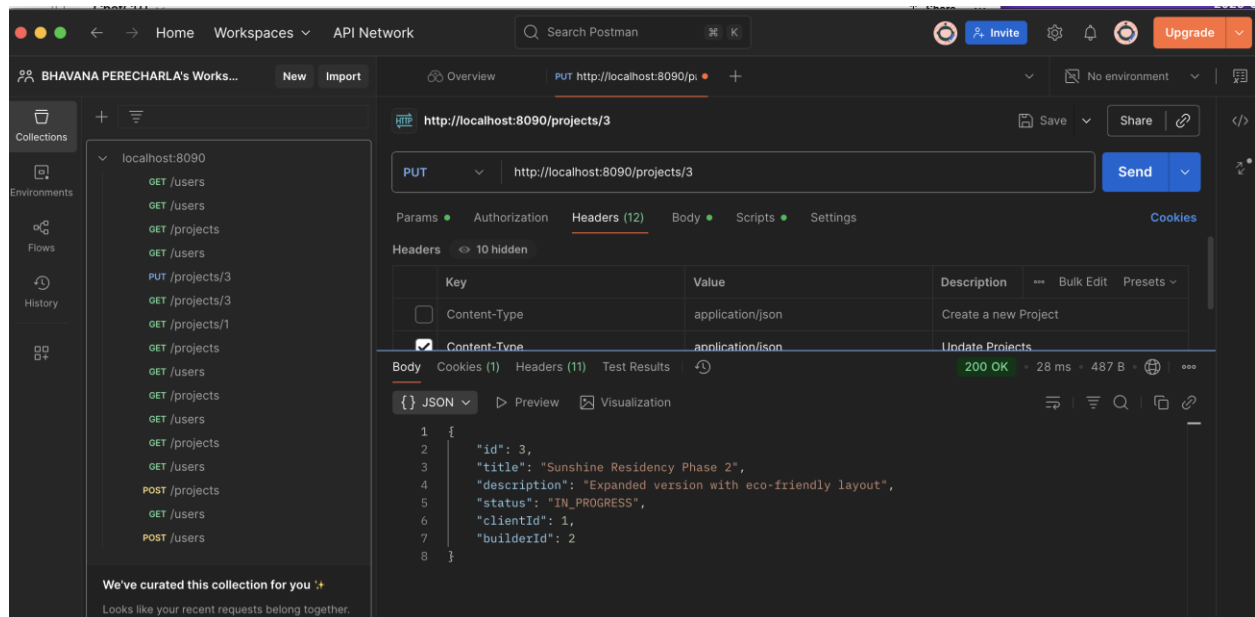 Home Workspaces API Network Search Postman ⌘ K Invite Upgrade
BHAVANA PERECHARLA's Works... New Import Overview PUT http://localhost:8090/p No environment
Collections
Environments
Flows
History
localhost:8090
GET /users
GET /users
GET /projects
GET /users
PUT /projects/3
GET /projects/3
GET /projects/1
GET /projects
GET /users
GET /projects
GET /users
GET /projects
GET /users
POST /projects
GET /users
POST /users
We've curated this collection for you
Looks like your recent requests belong together.
HTTP http://localhost:8090/projects/3 Save Share
PUT http://localhost:8090/projects/3 Send
Params Authorization Headers (12) Body Scripts Settings Cookies
Headers 10 hidden
Key Value Description Bulk Edit Presets
Content-Type application/json Create a new Project
Content-Type application/json Update Projects
Body Cookies (1) Headers (11) Test Results 200 OK 28 ms 487 B
{} JSON Preview Visualization
1 {
2 "id": 3,
3 "title": "Sunshine Residency Phase 2",
4 "description": "Expanded version with eco-friendly layout",
5 "status": "IN_PROGRESS",
6 "clientId": 1,
7 "builderId": 2
8 }